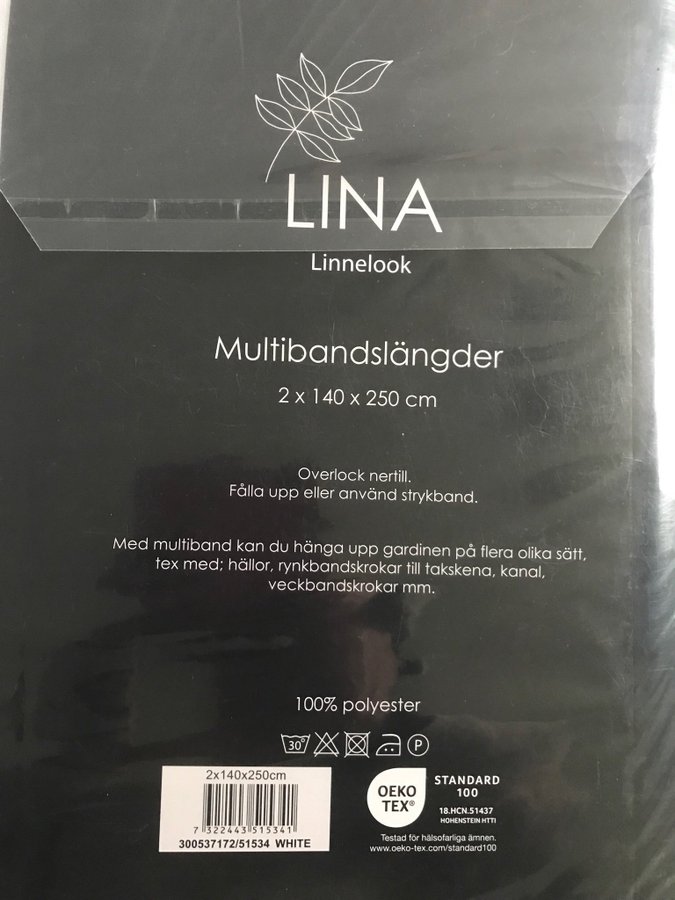 LINA
Linnelook
Multibandslängder
2 x 140 x 250 cm
Overlock nertill.
Fålla upp eller använd strykband.
Med multiband kan du hänga upp gardinen på flera olika sätt,
tex med; hällor, rynkbandskrokar till takskena, kanal,
veckbandskrokar mm.
100% polyester
30°
P
2x140x250cm
7 322443 515341
300537172/51534 WHITE
OEKO
TEX®
STANDARD
100
18.HCN.51437
HOHENSTEIN HTTI
Testad för hälsofarliga ämnen.
www.oeko-tex.com/standard100